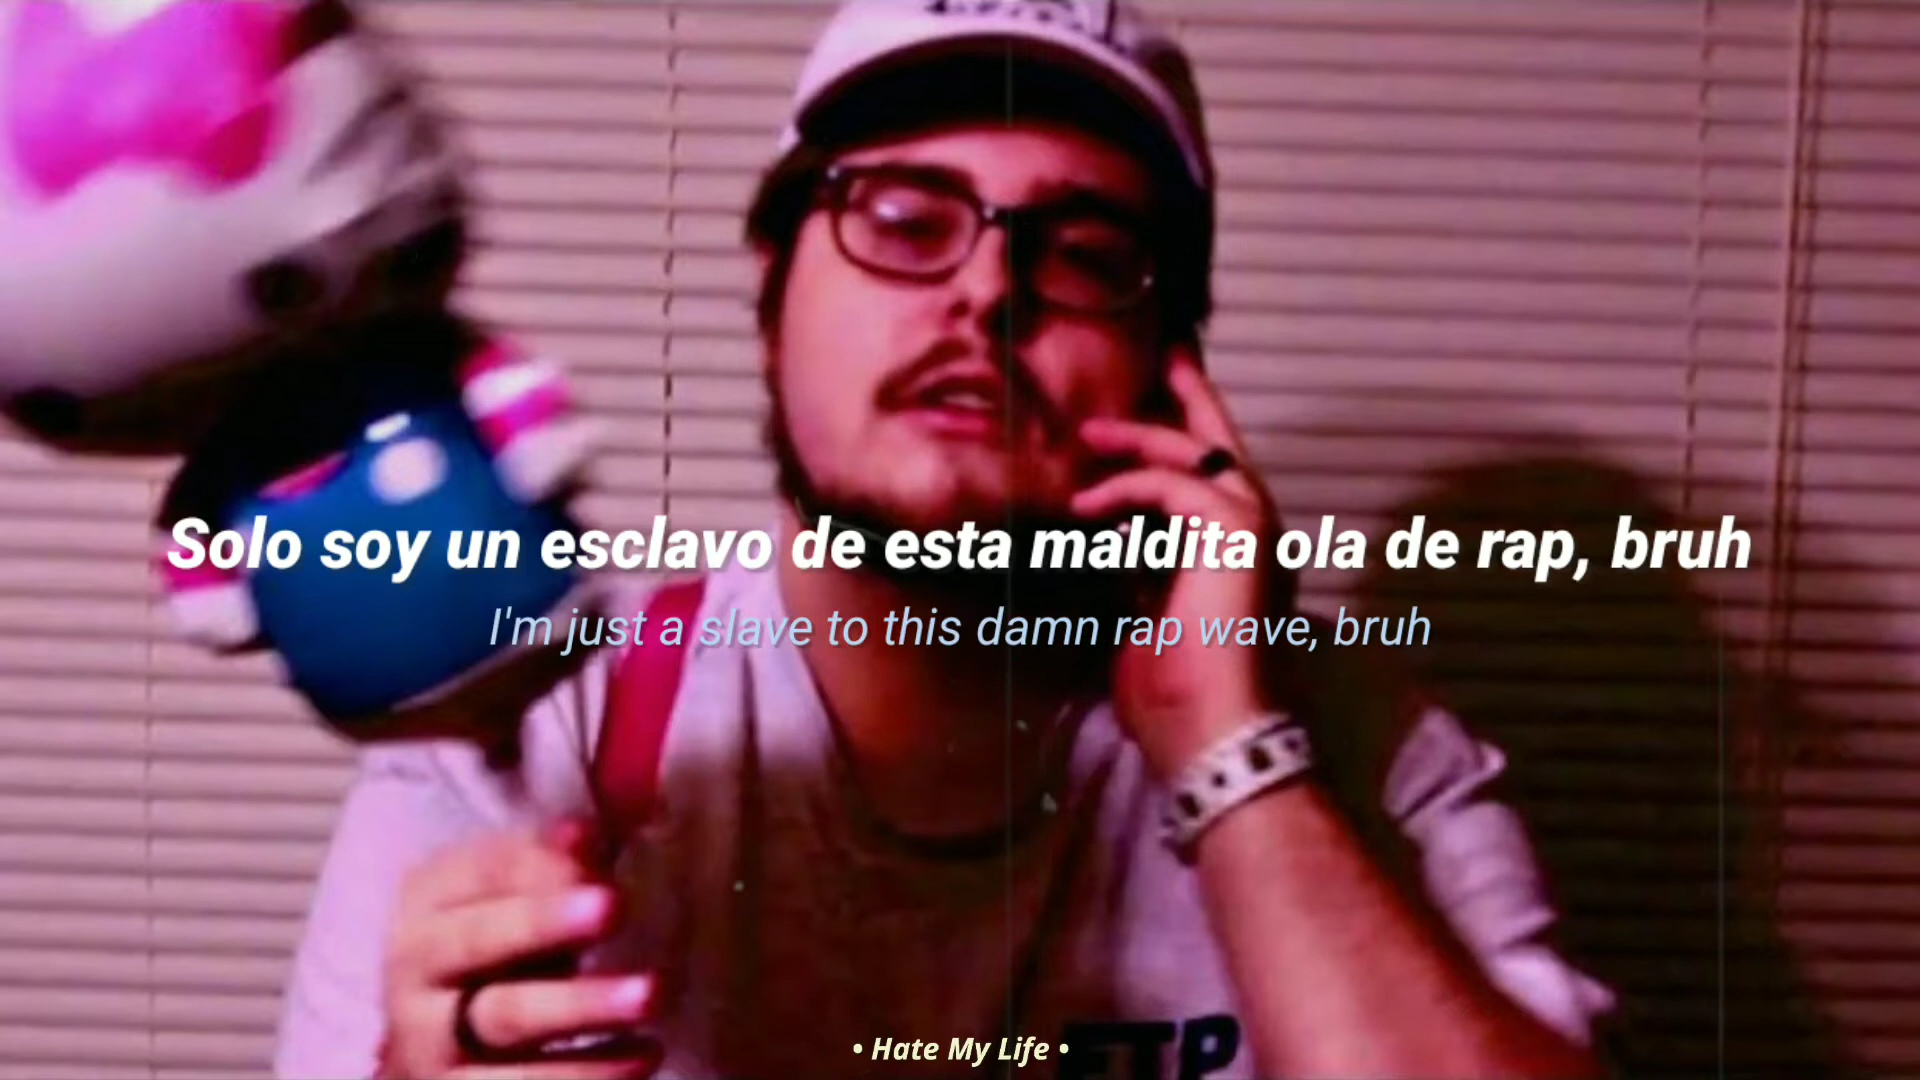 Solo soy un esclavo de esta maldita ola de rap, bruh
I'm just a slave to this damn rap wave, bruh
• Hate My Life •
FTP